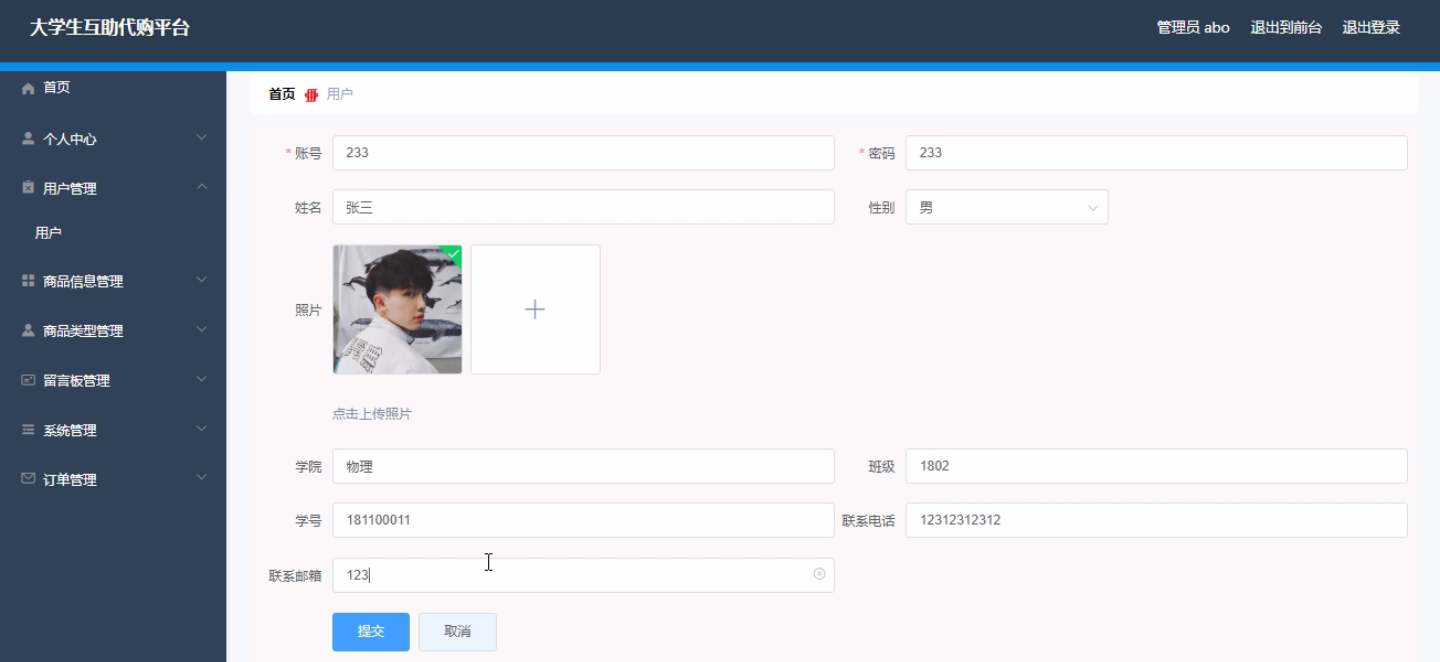 大学生互助代购平台
管理员 abo 退出到前台 退出登录
首页
个人中心
用户管理
用户
商品信息管理
商品类型管理
留言板管理
系统管理
订单管理
首页 用户
* 账号 233 * 密码 233
姓名 张三 性别 男
照片
点击上传照片
学院 物理 班级 1802
学号 181100011 联系电话 12312312312
联系邮箱 123
提交 取消